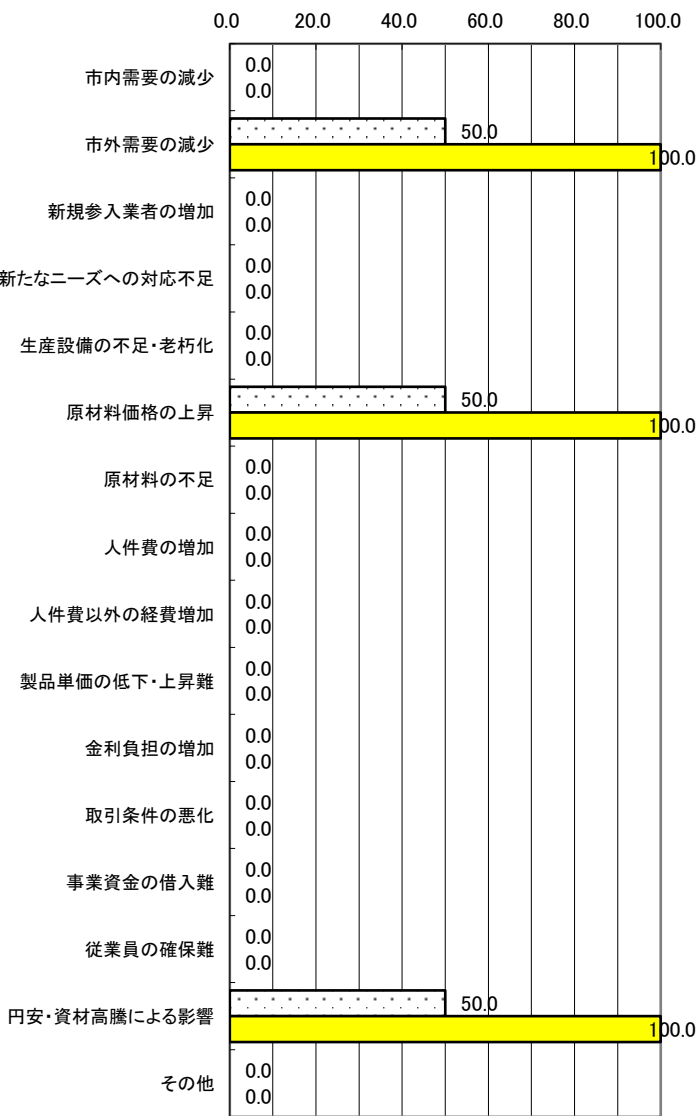 0.0 20.0 40.0 60.0 80.0 100.0
市内需要の減少
0.0
0.0
市外需要の減少
50.0
100.0
新規参入業者の増加
0.0
0.0
新たなニーズへの対応不足
0.0
0.0
生産設備の不足・老朽化
0.0
0.0
原材料価格の上昇
50.0
100.0
原材料の不足
0.0
0.0
人件費の増加
0.0
0.0
人件費以外の経費増加
0.0
0.0
製品単価の低下・上昇難
0.0
0.0
金利負担の増加
0.0
0.0
取引条件の悪化
0.0
0.0
事業資金の借入難
0.0
0.0
従業員の確保難
0.0
0.0
円安・資材高騰による影響
50.0
100.0
その他
0.0
0.0